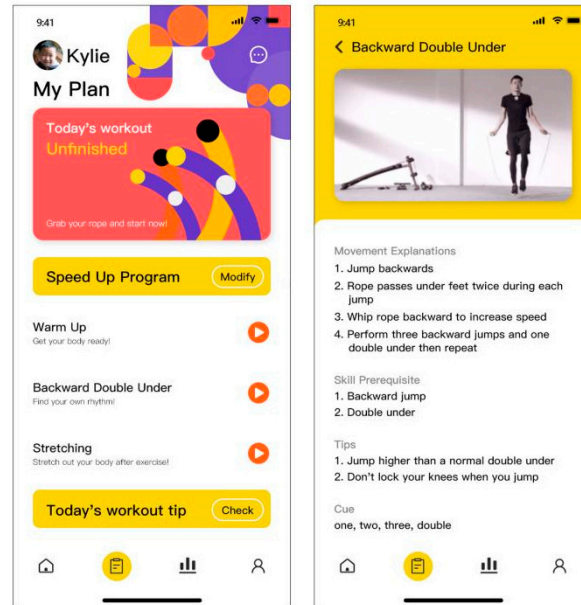 9:41
Kylie
My Plan
Today's workout
Unfinished
Grab your rope and start now!
Speed Up Program
Modify
Warm Up
Get your body ready!
Backward Double Under
Find your own rhythm!
Stretching
Stretch out your body after exercise!
Today's workout tip
Check
9:41
Backward Double Under
Movement Explanations
1. Jump backwards
2. Rope passes under feet twice during each
jump
3. Whip rope backward to increase speed
4. Perform three backward jumps and one
double under then repeat
Skill Prerequisite
1. Backward jump
2. Double under
Tips
1. Jump higher than a normal double under
2. Don't lock your knees when you jump
Cue
one, two, three, double